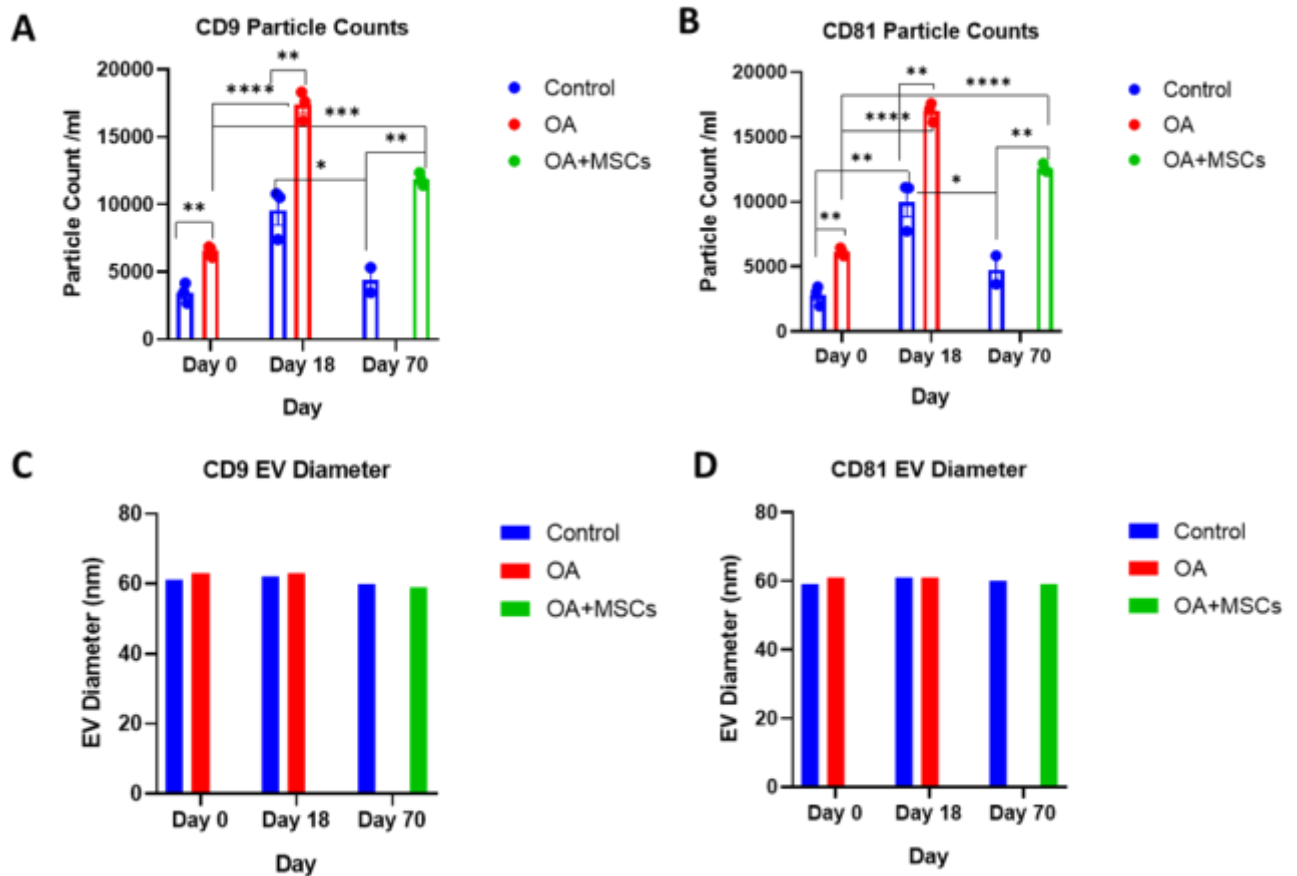 A
CD9 Particle Counts
Particle Count /ml
20000
15000
10000
5000
0
**
****
***
**
*
**
Day 0
Day 18
Day 70
Day
Control
OA
OA+MSCs
B
CD81 Particle Counts
Particle Count /ml
20000
15000
10000
5000
0
**
****
****
**
**
*
**
Day 0
Day 18
Day 70
Day
Control
OA
OA+MSCs
C
CD9 EV Diameter
EV Diameter (nm)
80
60
40
20
0
Day 0
Day 18
Day 70
Day
Control
OA
OA+MSCs
D
CD81 EV Diameter
EV Diameter (nm)
80
60
40
20
0
Day 0
Day 18
Day 70
Day
Control
OA
OA+MSCs